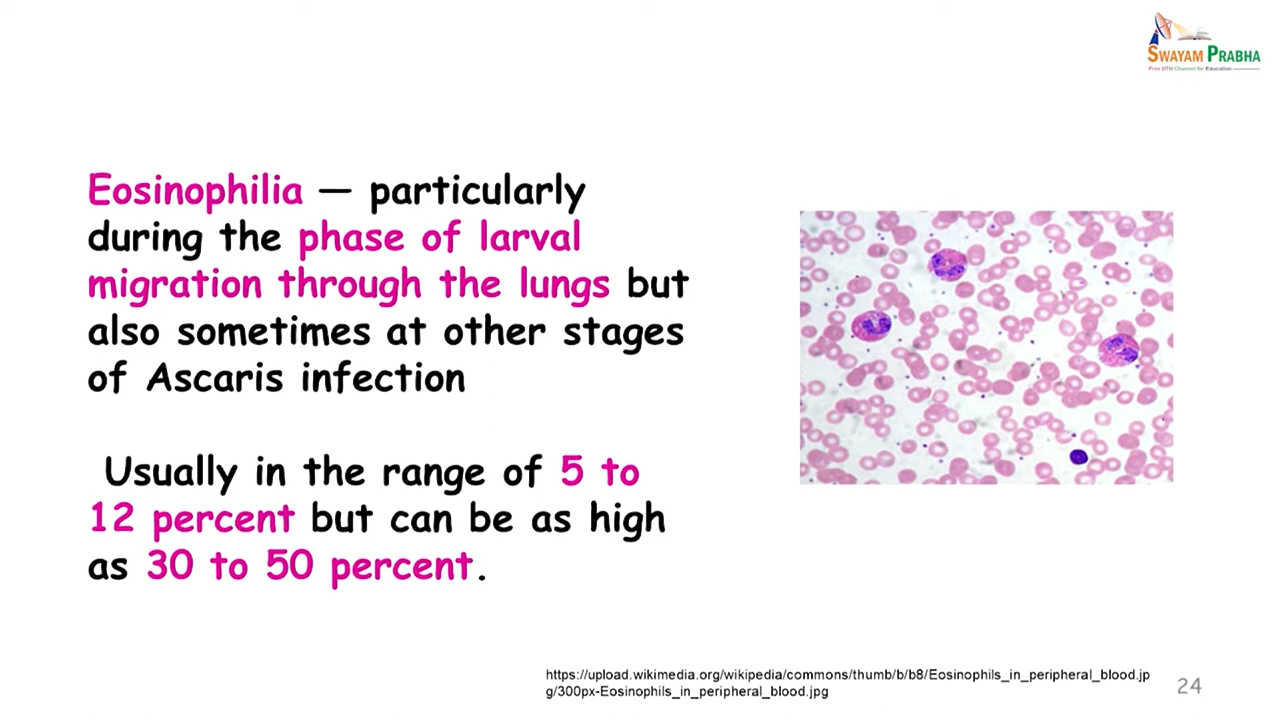 SWAYAM PRABHA
Free DTH Channel for Education
Eosinophilia — particularly
during the phase of larval
migration through the lungs but
also sometimes at other stages
of Ascaris infection
Usually in the range of 5 to
12 percent but can be as high
as 30 to 50 percent.
https://upload.wikimedia.org/wikipedia/commons/thumb/b/b8/Eosinophils_in_peripheral_blood.jp
g/300px-Eosinophils_in_peripheral_blood.jpg
24